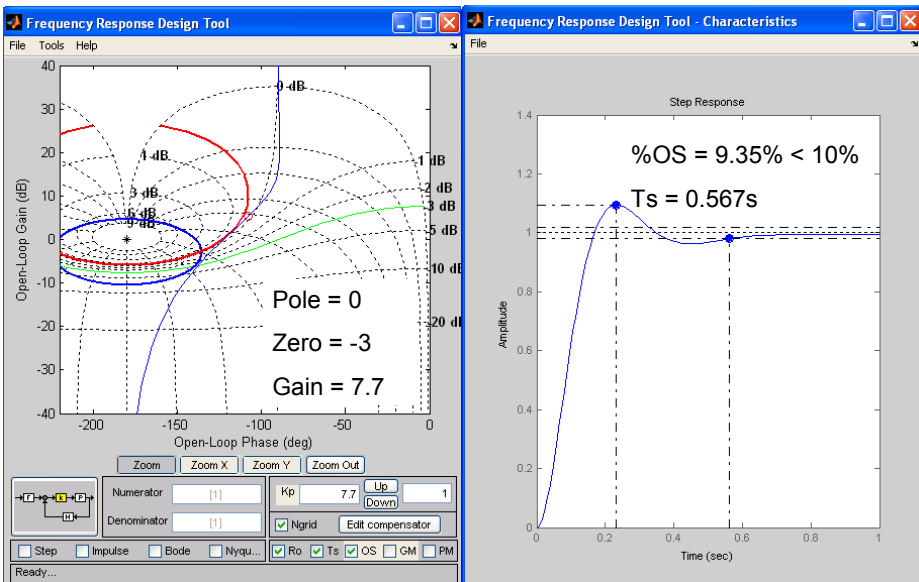 Frequency Response Design Tool
File Tools Help
40
30
20
10
0
-10
-20
-30
-40
Open-Loop Gain (dB)
0 dB
1 dB
3 dB
6 dB
1 dB
-2 dB
-3 dB
-5 dB
-10 dB
-20 dB
Pole = 0
Zero = -3
Gain = 7.7
-200
-150
-100
-50
0
Open-Loop Phase (deg)
Zoom Zoom X Zoom Y Zoom Out
F k P
H
Numerator [1]
Denominator [1]
Kp 7.7 Up Down 1
Ngrid Edit compensator
Step Impulse Bode Nyqu... Ro Ts OS GM PM
Ready...
Frequency Response Design Tool - Characteristics
File
Step Response
%OS = 9.35% < 10%
Ts = 0.567s
1.4
1.2
1
0.8
0.6
0.4
0.2
0
Amplitude
0 0.2 0.4 0.6 0.8 1
Time (sec)